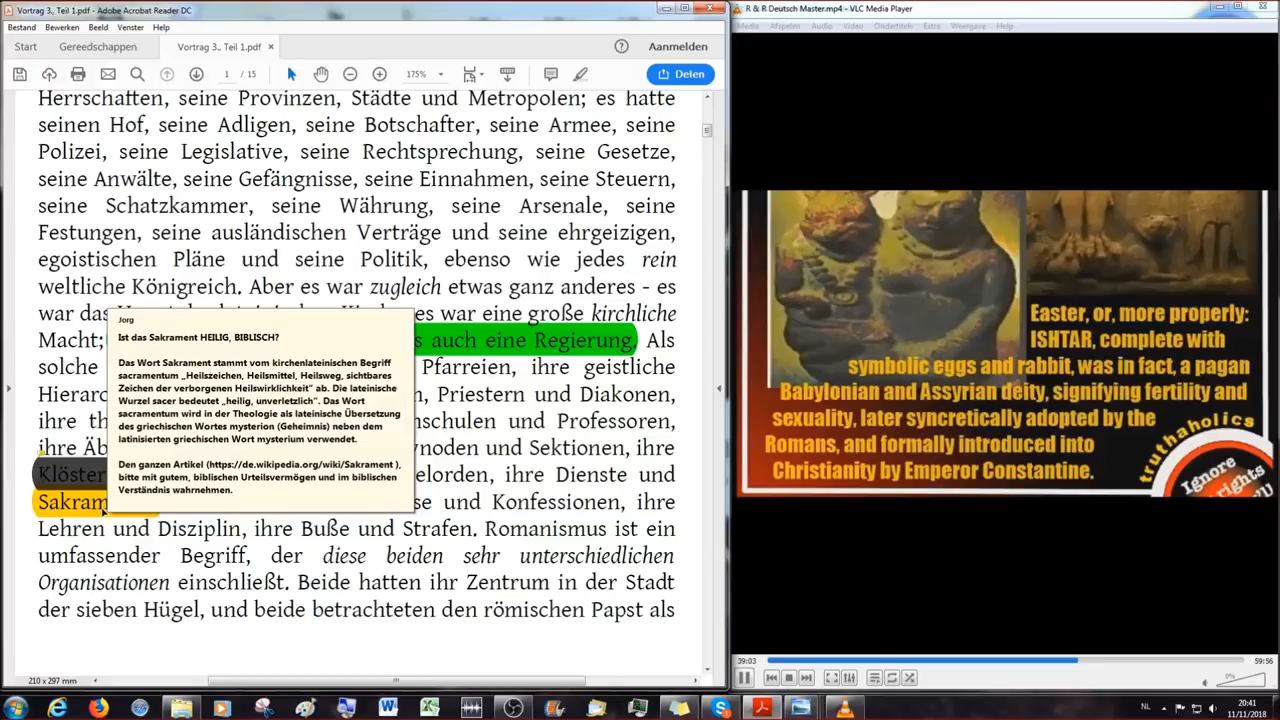 Vortrag 3., Teil 1.pdf - Adobe Acrobat Reader DC
Bestand Bewerken Beeld Venster Help
Start Gereedschappen Vortrag 3., Teil 1.pdf × Aanmelden
1 / 15 175% Delen
Herrschaften, seine Provinzen, Städte und Metropolen; es hatte
seinen Hof, seine Adligen, seine Botschafter, seine Armee, seine
Polizei, seine Legislative, seine Rechtsprechung, seine Gesetze,
seine Anwälte, seine Gefängnisse, seine Einnahmen, seine Steuern,
seine Schatzkammer, seine Währung, seine Arsenale, seine
Festungen, seine ausländischen Verträge und seine ehrgeizigen,
egoistischen Pläne und seine Politik, ebenso wie jedes rein
weltliche Königreich. Aber es war zugleich etwas ganz anderes - es
war das es war eine große kirchliche
Macht; auch eine Regierung. Als
solche Pfarreien, ihre geistliche
Hierar n, Priestern und Diakonen,
ihre th nschulen und Professoren,
ihre Äb ynoden und Sektionen, ihre
Klöster elorden, ihre Dienste und
Sakram se und Konfessionen, ihre
Lehren und Disziplin, ihre Buße und Strafen. Romanismus ist ein
umfassender Begriff, der diese beiden sehr unterschiedlichen
Organisationen einschließt. Beide hatten ihr Zentrum in der Stadt
der sieben Hügel, und beide betrachteten den römischen Papst als
Jorg
Ist das Sakrament HEILIG, BIBLISCH?
Das Wort Sakrament stammt vom kirchenlateinischen Begriff
sacramentum „Heilszeichen, Heilsmittel, Heilsweg, sichtbares
Zeichen der verborgenen Heilswirklichkeit“ ab. Die lateinische
Wurzel sacer bedeutet „heilig, unverletzlich“. Das Wort
sacramentum wird in der Theologie als lateinische Übersetzung
des griechischen Wortes mysterion (Geheimnis) neben dem
latinisierten griechischen Wort mysterium verwendet.
Den ganzen Artikel (https://de.wikipedia.org/wiki/Sakrament ),
bitte mit gutem, biblischen Urteilsvermögen und im biblischen
Verständnis wahrnehmen.
210 x 297 mm
R & R Deutsch Master.mp4 - VLC Media Player
Media Afspelen Audio Video Ondertiteling Extra Weergave Help
Easter, or, more properly:
ISHTAR, complete with
symbolic eggs and rabbit, was in fact, a pagan
Babylonian and Assyrian deity, signifying fertility and
sexuality, later syncretically adopted by the
Romans, and formally introduced into
Christianity by Emperor Constantine.
truthaholics
Ignore
rights
39:03 59:56
0%
NL 20:41
11/11/2018